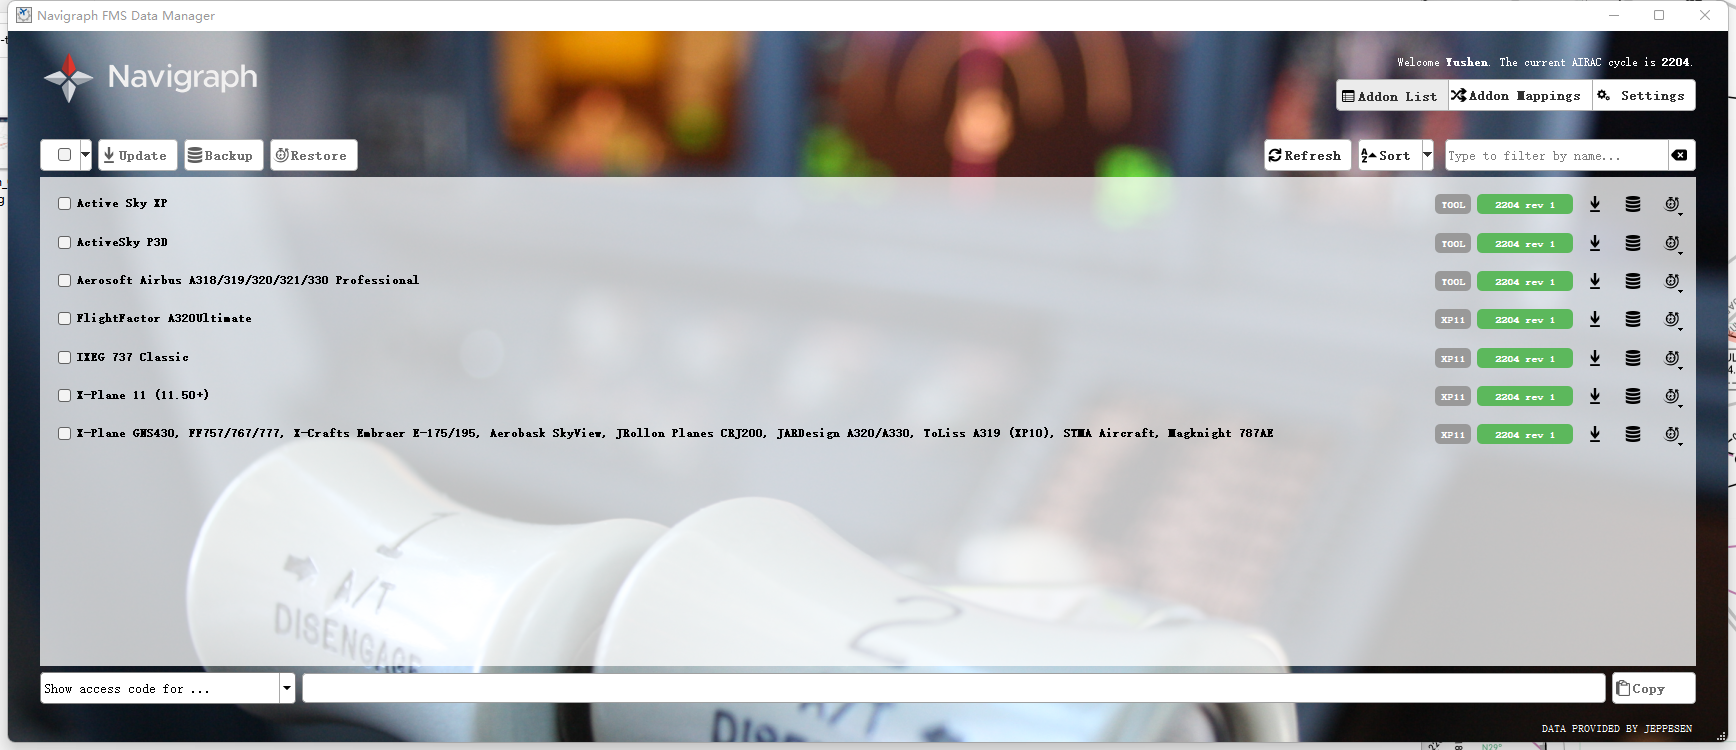 Navigraph FMS Data Manager
Navigraph
Welcome Yushen. The current AIRAC cycle is 2204.
Addon List Addon Mappings Settings
Update Backup Restore Refresh Sort Type to filter by name...
Active Sky XP TOOL 2204 rev 1
ActiveSky P3D TOOL 2204 rev 1
Aerosoft Airbus A318/319/320/321/330 Professional TOOL 2204 rev 1
FlightFactor A320Ultimate XP11 2204 rev 1
IXEG 737 Classic XP11 2204 rev 1
X-Plane 11 (11.50+) XP11 2204 rev 1
X-Plane GNS430, FF757/767/777, X-Crafts Embraer E-175/195, Aerobask SkyView, JRollon Planes CRJ200, JARDesign A320/A330, ToLiss A319 (XP10), STMA Aircraft, Magknight 787AE XP11 2204 rev 1
1
A/T
DISENGAGE
2
A/T
Show access code for ... Copy
DATA PROVIDED BY JEPPESEN
N29°